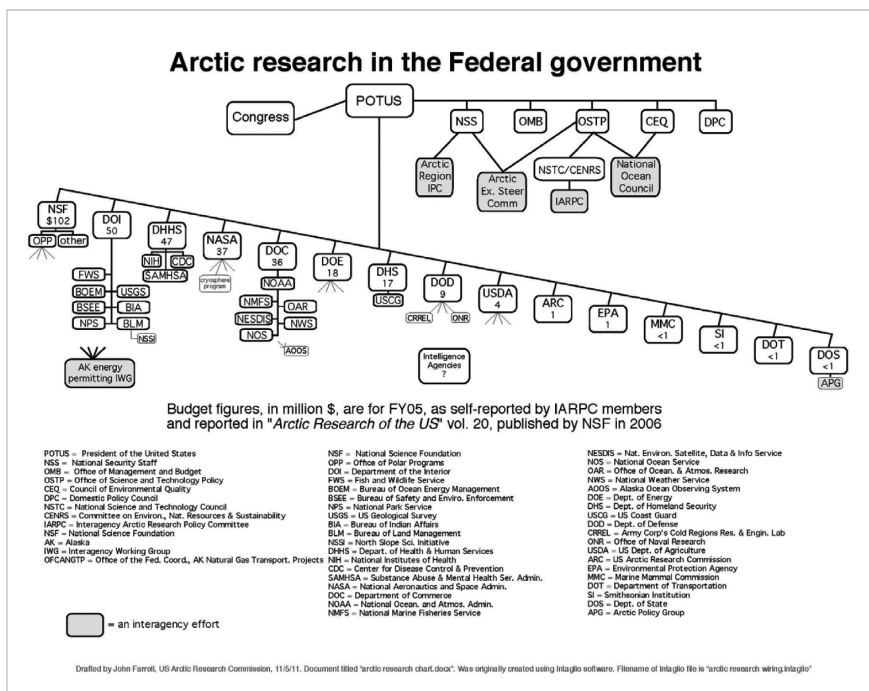 Arctic research in the Federal government
POTUS
Congress
NSS
OMB
OSTP
CEQ
DPC
Arctic
Region
IPC
Arctic
Ex. Steer
Comm
NSTC/CENRS
IARPC
National
Ocean
Council
NSF
$102
OPP
other
DOI
50
FWS
BOEM
USGS
BSEE
BIA
NPS
BLM
NSSI
AK energy
permitting IWG
DHHS
47
NIH
CDC
SAMHSA
NASA
37
cryosphere
program
DOC
36
NOAA
NMFS
OAR
NESDIS
NWS
NOS
AOOS
DOE
18
DHS
17
USCG
DOD
9
CRREL
ONR
USDA
4
ARC
1
EPA
1
MMC
<1
SI
<1
DOT
<1
DOS
<1
APG
Intelligence
Agencies
?
Budget figures, in million $, are for FY05, as self-reported by IARPC members
and reported in "Arctic Research of the US" vol. 20, published by NSF in 2006
POTUS = President of the United States
NSS = National Security Staff
OMB = Office of Management and Budget
OSTP = Office of Science and Technology Policy
CEQ = Council of Environmental Quality
DPC = Domestic Policy Council
NSTC = National Science and Technology Council
CENRS = Committee on Environ., Nat. Resources & Sustainability
IARPC = Interagency Arctic Research Policy Committee
NSF = National Science Foundation
AK = Alaska
IWG = Interagency Working Group
OFCANGTP = Office of the Fed. Coord., AK Natural Gas Transport. Projects
NSF = National Science Foundation
OPP = Office of Polar Programs
DOI = Department of the Interior
FWS = Fish and Wildlife Service
BOEM = Bureau of Ocean Energy Management
BSEE = Bureau of Safety and Enviro. Enforcement
NPS = National Park Service
USGS = US Geological Survey
BIA = Bureau of Indian Affairs
BLM = Bureau of Land Management
NSSI = North Slope Sci. Initiative
DHHS = Depart. of Health & Human Services
NIH = National Institutes of Health
CDC = Center for Disease Control & Prevention
SAMHSA = Substance Abuse & Mental Health Ser. Admin.
NASA = National Aeronautics and Space Admin.
DOC = Department of Commerce
NOAA = National Ocean. and Atmos. Admin.
NMFS = National Marine Fisheries Service
NESDIS = Nat. Environ. Satellite, Data & Info Service
NOS = National Ocean Service
OAR = Office of Ocean. & Atmos. Research
NWS = National Weather Service
AOOS = Alaska Ocean Observing System
DOE = Dept. of Energy
DHS = Dept. of Homeland Security
USCG = US Coast Guard
DOD = Dept. of Defense
CRREL = Army Corp's Cold Regions Res. & Engin. Lab
ONR = Office of Naval Research
USDA = US Dept. of Agriculture
ARC = US Arctic Research Commission
EPA = Environmental Protection Agency
MMC = Marine Mammal Commission
DOT = Department of Transportation
SI = Smithsonian Institution
DOS = Dept. of State
APG = Arctic Policy Group
= an interagency effort
Drafted by John Farrell, US Arctic Research Commission, 11/5/11. Document titled "arctic research chart.docx". Was originally created using Intaglio software. Filename of Intaglio file is "arctic research wiring.intaglio"